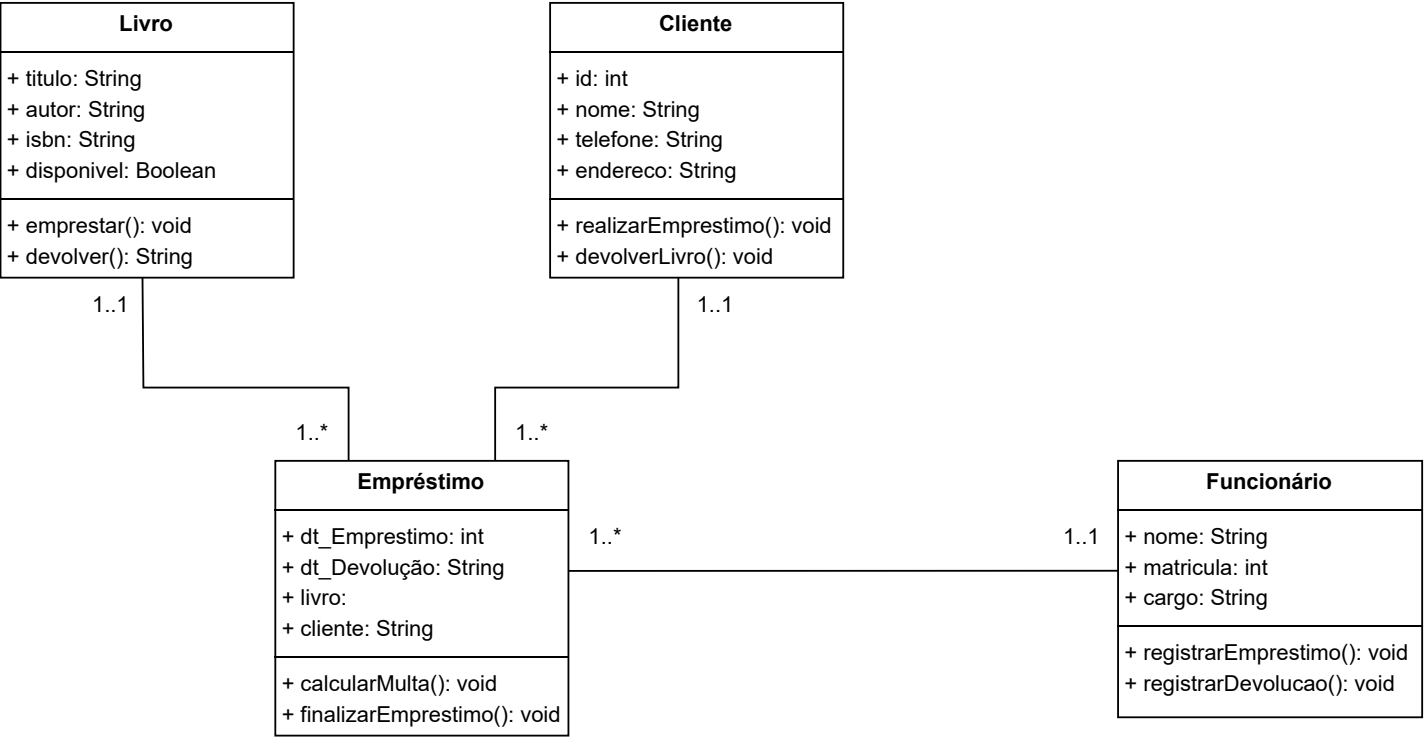 Livro
+ titulo: String
+ autor: String
+ isbn: String
+ disponivel: Boolean
+ emprestar(): void
+ devolver(): String
Cliente
+ id: int
+ nome: String
+ telefone: String
+ endereco: String
+ realizarEmprestimo(): void
+ devolverLivro(): void
1..1
1..1
1..*
1..*
Empréstimo
+ dt_Emprestimo: int
+ dt_Devolução: String
+ livro:
+ cliente: String
+ calcularMulta(): void
+ finalizarEmprestimo(): void
1..*
1..1
Funcionário
+ nome: String
+ matricula: int
+ cargo: String
+ registrarEmprestimo(): void
+ registrarDevolucao(): void